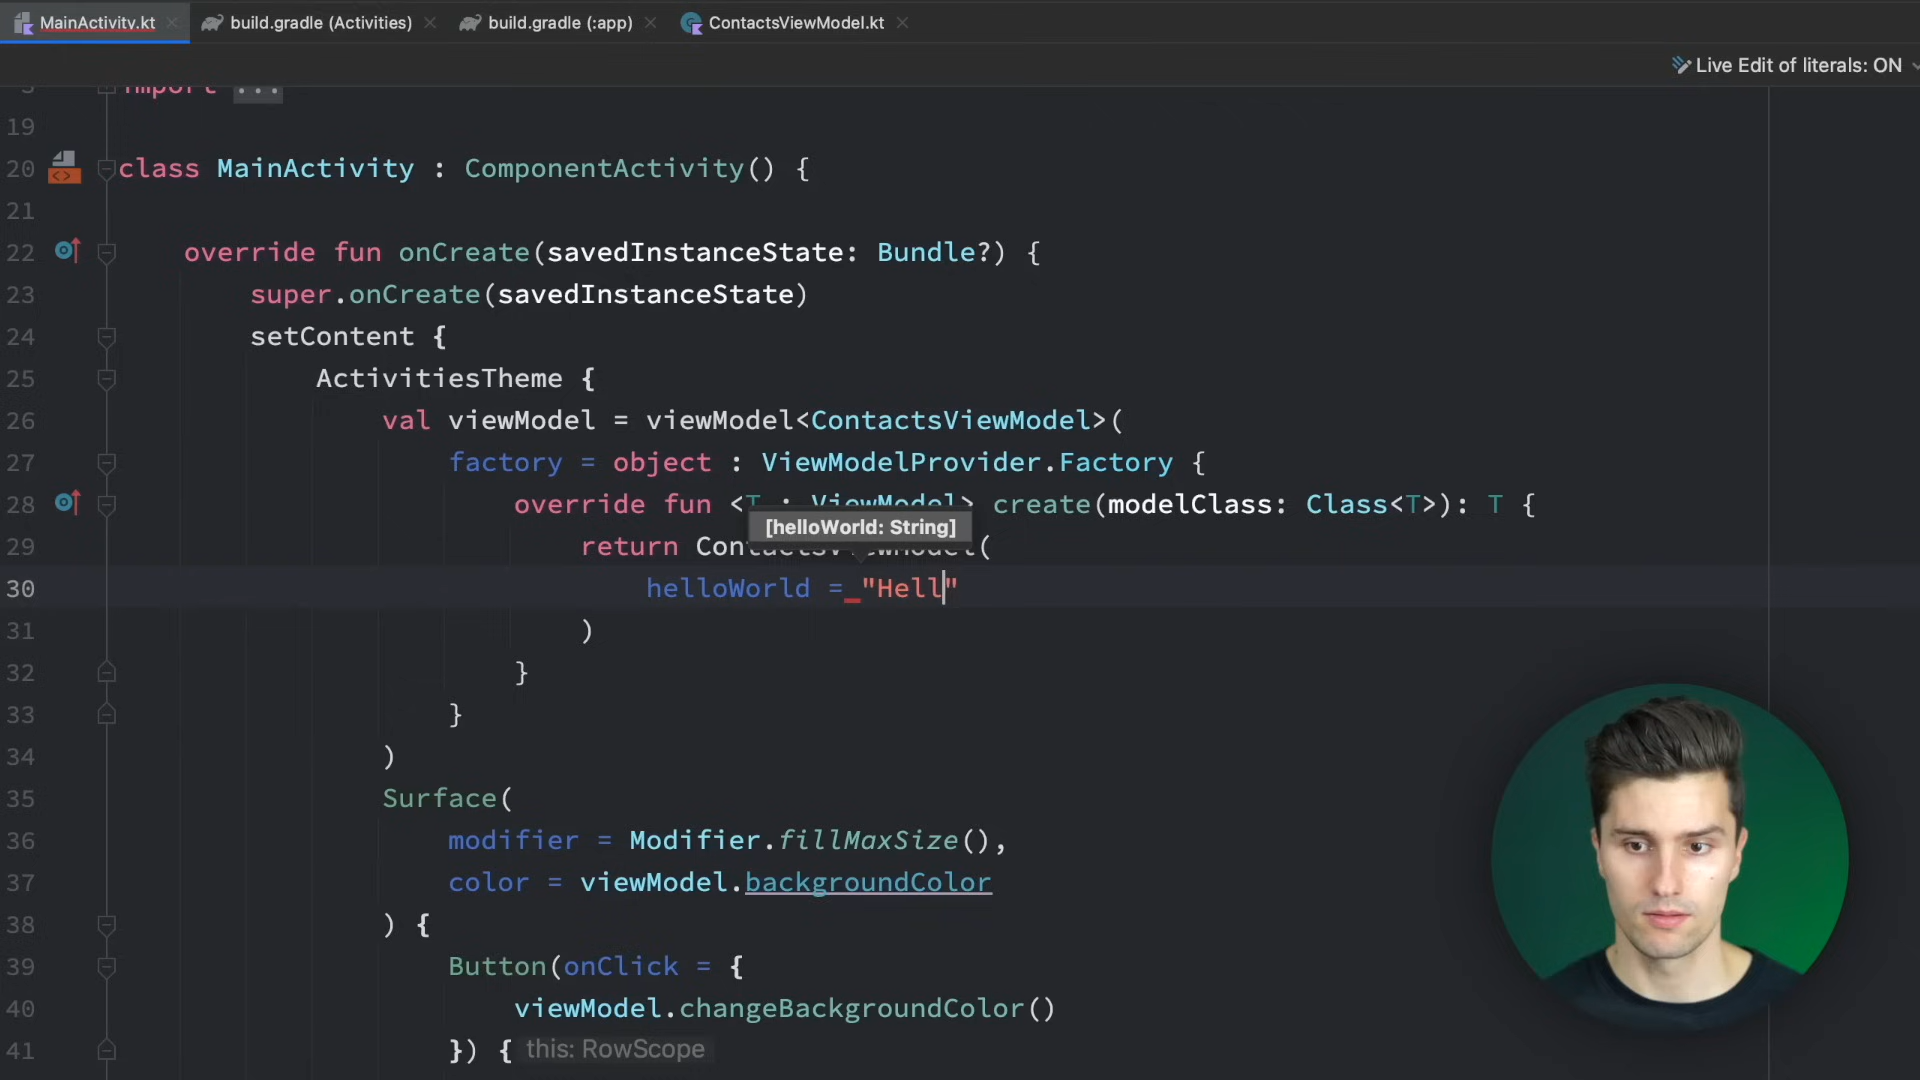 MainActivity.kt build.gradle (Activities) build.gradle (:app) ContactsViewModel.kt
Live Edit of literals: ON
import ...
19
20 class MainActivity : ComponentActivity() {
21
22 override fun onCreate(savedInstanceState: Bundle?) {
23 super.onCreate(savedInstanceState)
24 setContent {
25 ActivitiesTheme {
26 val viewModel = viewModel<ContactsViewModel>(
27 factory = object : ViewModelProvider.Factory {
28 override fun <T : ViewModel> create(modelClass: Class<T>): T {
[helloWorld: String]
29 return ContactsViewModel(
30 helloWorld = "Hell"
31 )
32 }
33 }
34 )
35 Surface(
36 modifier = Modifier.fillMaxSize(),
37 color = viewModel.backgroundColor
38 ) {
39 Button(onClick = {
40 viewModel.changeBackgroundColor()
41 }) { this: RowScope